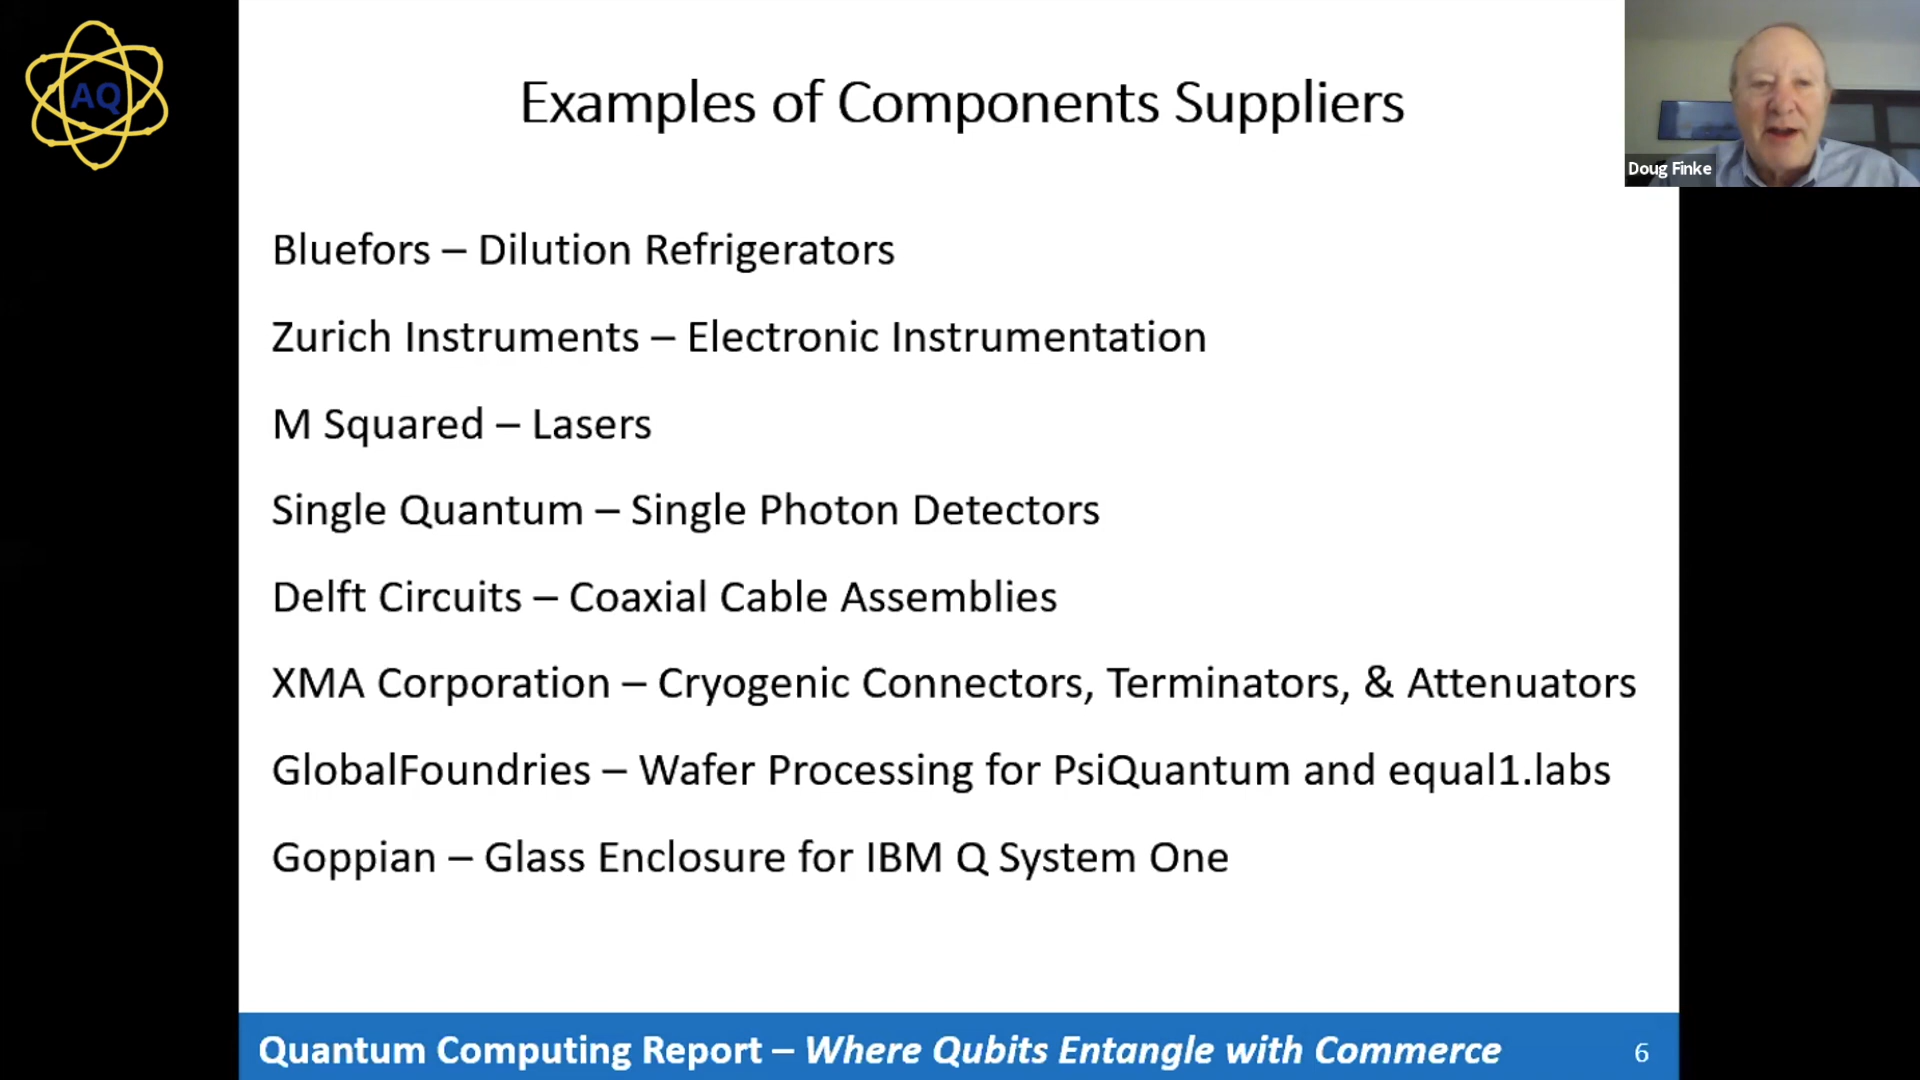 AQ
Examples of Components Suppliers
Doug Finke
Bluefors – Dilution Refrigerators
Zurich Instruments – Electronic Instrumentation
M Squared – Lasers
Single Quantum – Single Photon Detectors
Delft Circuits – Coaxial Cable Assemblies
XMA Corporation – Cryogenic Connectors, Terminators, & Attenuators
GlobalFoundries – Wafer Processing for PsiQuantum and equal1.labs
Goppian – Glass Enclosure for IBM Q System One
Quantum Computing Report – Where Qubits Entangle with Commerce 6